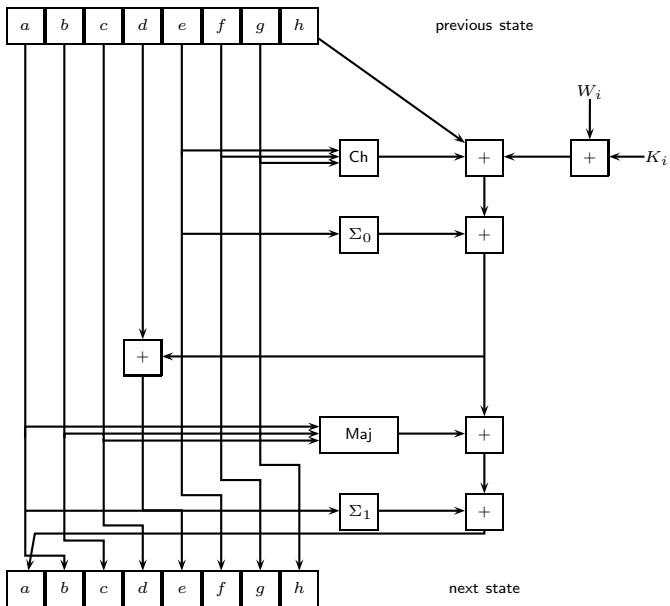 a b c d e f g h previous state
W_i
Ch + + K_i
Σ_0 +
+
Maj +
Σ_1 +
a b c d e f g h next state